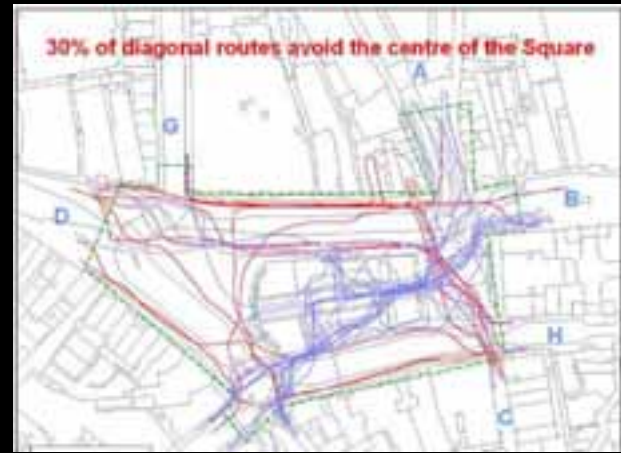 30% of diagonal routes avoid the centre of the Square
A
G
B
D
H
C